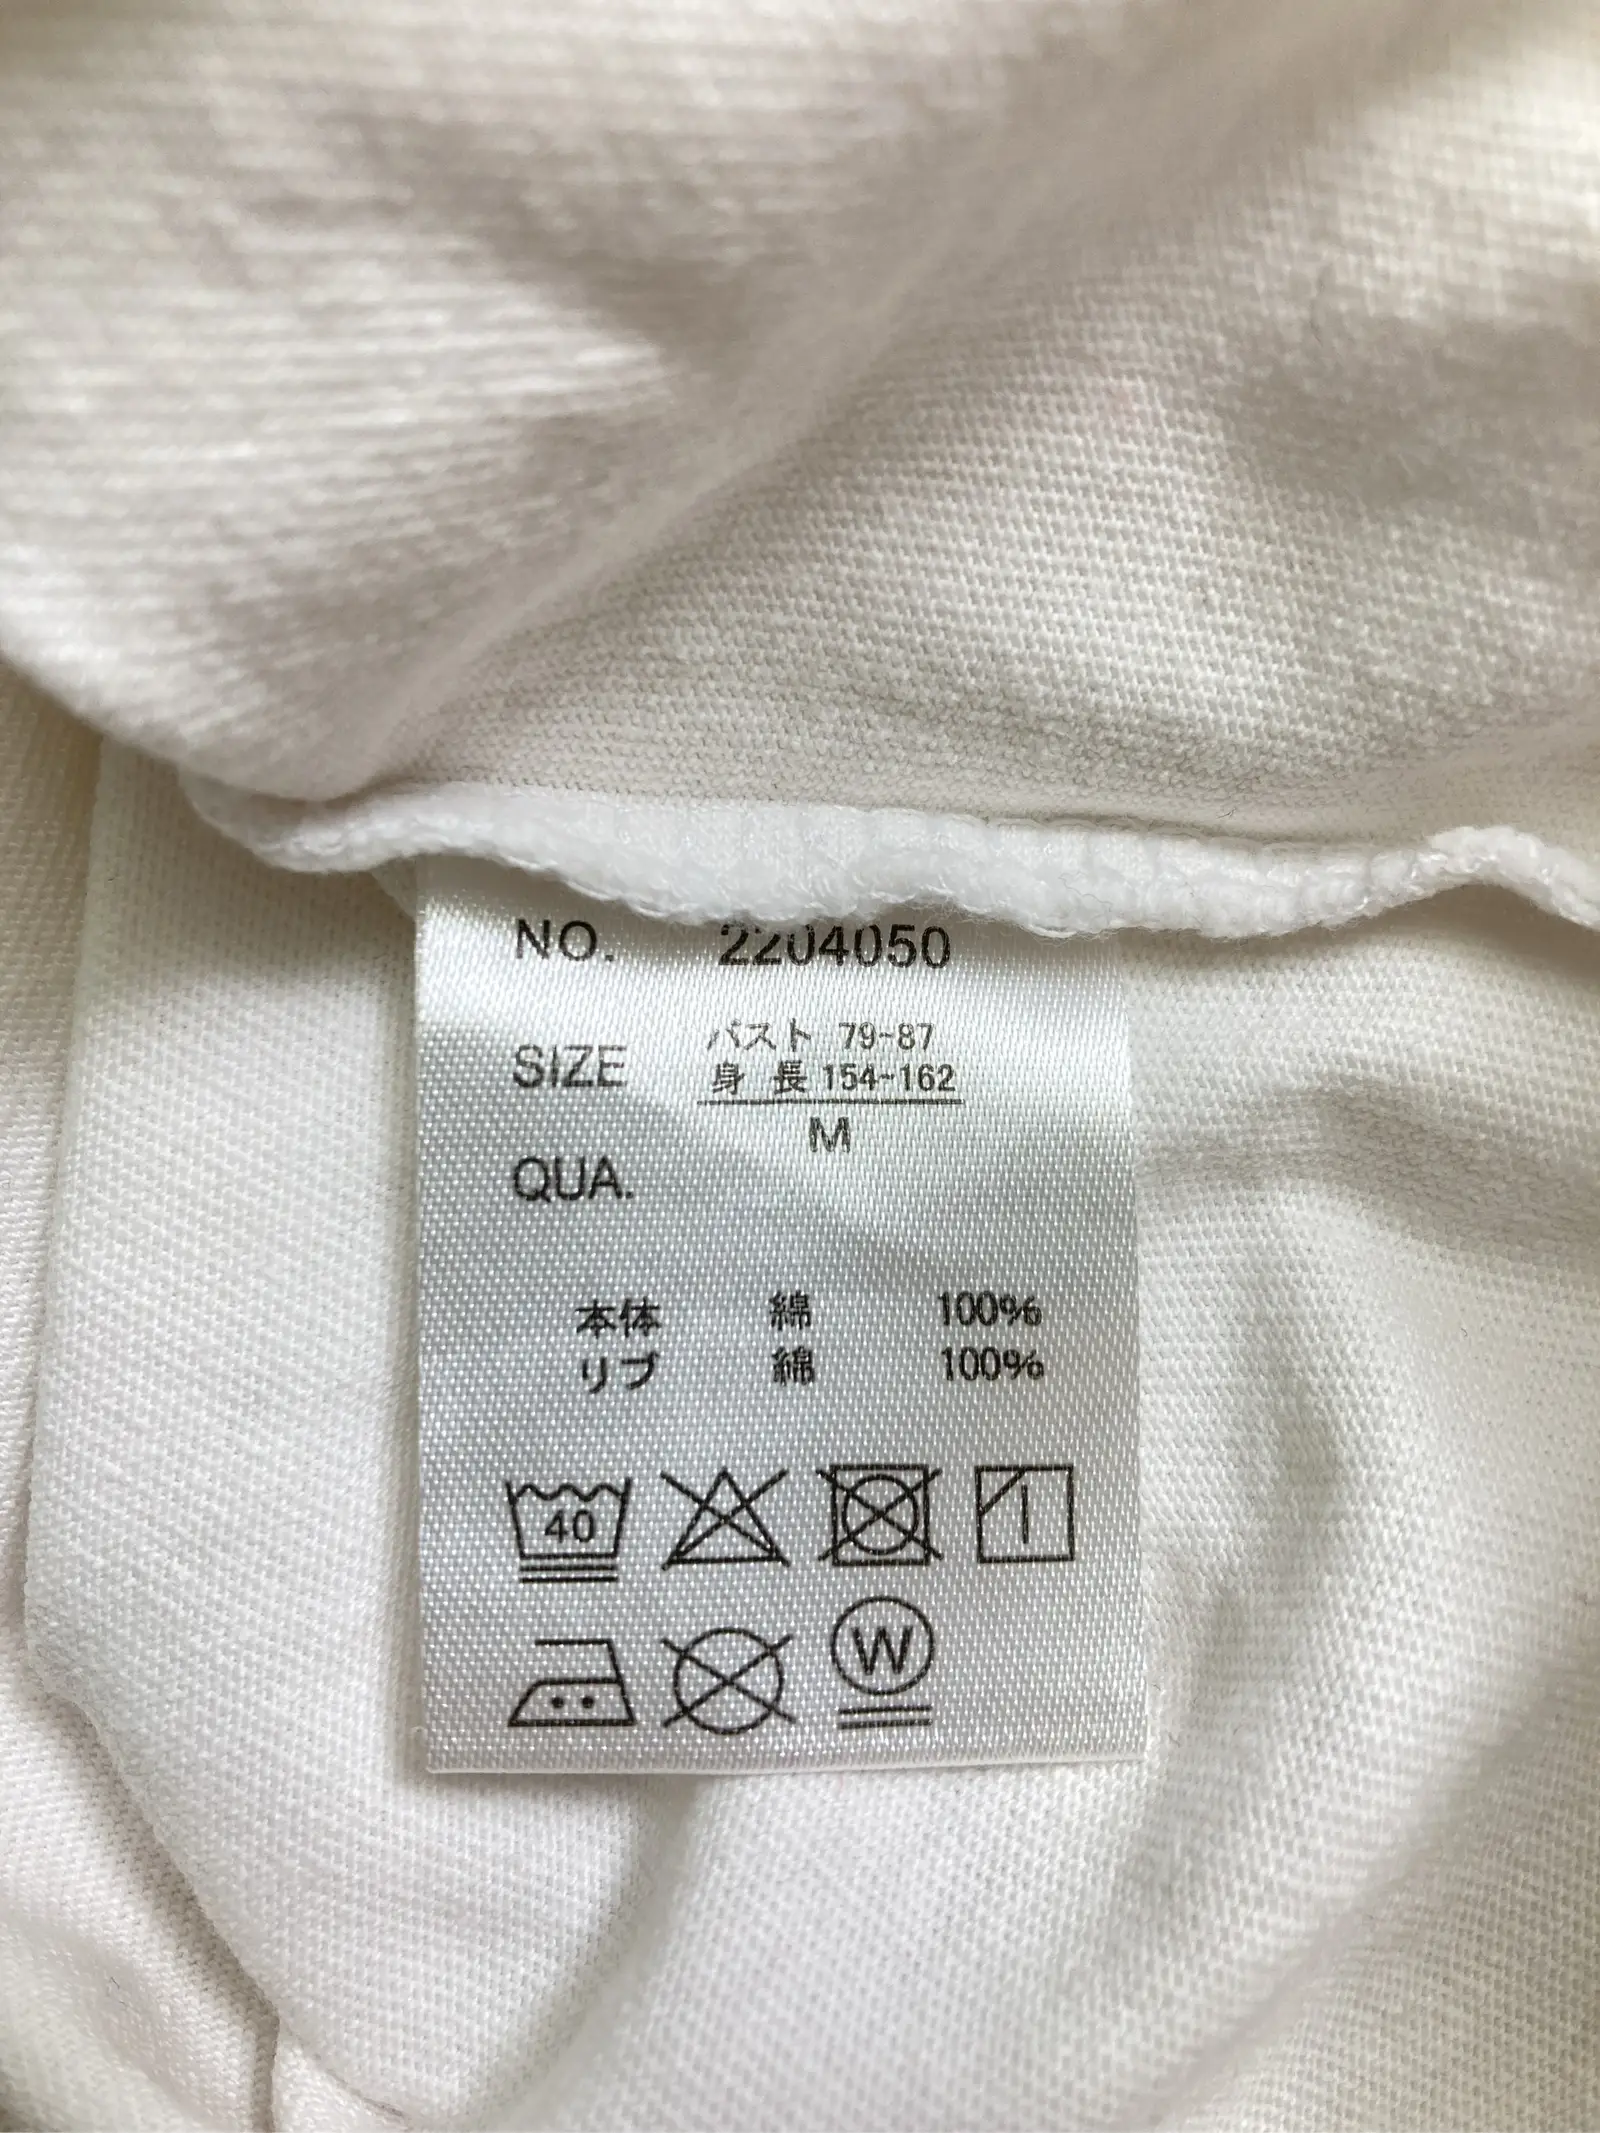 NO. 2204050
バスト 79-87
SIZE 身 長 154-162
M
QUA.
本体 綿 100%
リブ 綿 100%
40
W